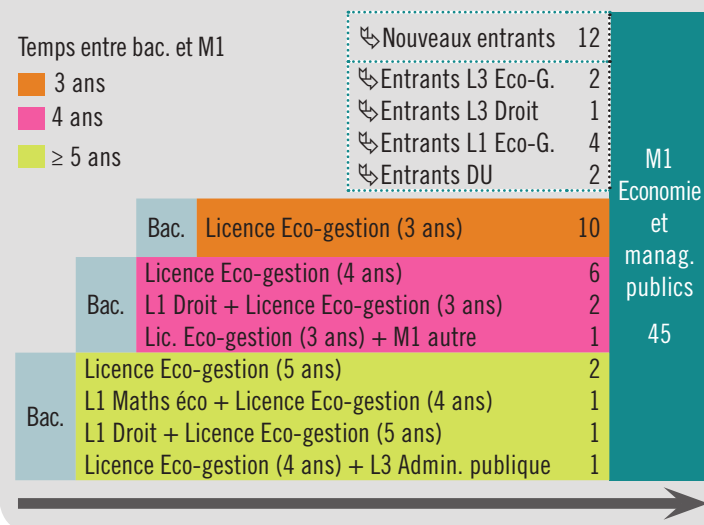 Temps entre bac. et M1
3 ans
4 ans
≥ 5 ans
Nouveaux entrants 12
Entrants L3 Eco-G. 2
Entrants L3 Droit 1
Entrants L1 Eco-G. 4
Entrants DU 2
Bac. Licence Eco-gestion (3 ans) 10
Bac.
Licence Eco-gestion (4 ans) 6
L1 Droit + Licence Eco-gestion (3 ans) 2
Lic. Eco-gestion (3 ans) + M1 autre 1
Bac.
Licence Eco-gestion (5 ans) 2
L1 Maths éco + Licence Eco-gestion (4 ans) 1
L1 Droit + Licence Eco-gestion (5 ans) 1
Licence Eco-gestion (4 ans) + L3 Admin. publique 1
M1
Economie
et
manag.
publics
45